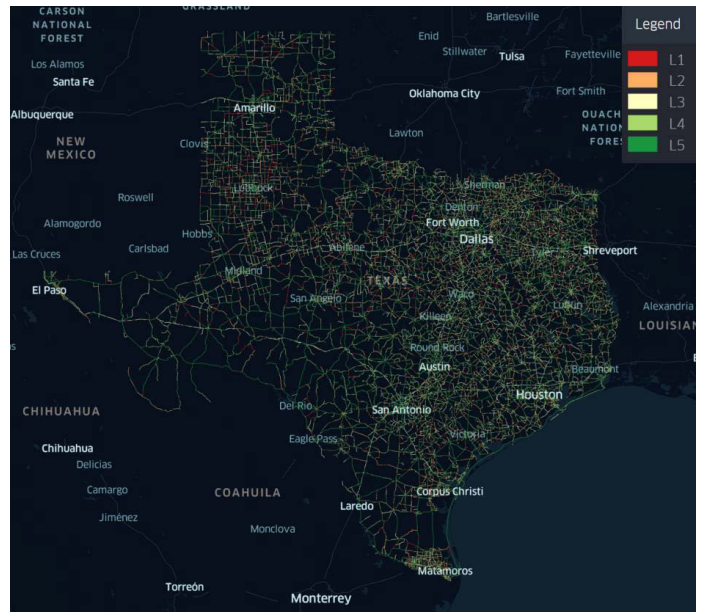 CARSON
NATIONAL
FOREST
GRASSLAND
Bartlesville
Legend
Enid
Stillwater
Tulsa
Fayetteville
Los Alamos
Santa Fe
L1
L2
L3
L4
L5
Oklahoma City
Fort Smith
Amarillo
Albuquerque
OUACH
NATION
FORES
Lawton
NEW
MEXICO
Clovis
Lubbock
Sherman
Roswell
Denton
Fort Worth
Dallas
Alamogordo
Hobbs
Carlsbad
Abilene
Tyler
Shreveport
Las Cruces
Midland
TEXAS
El Paso
San Angelo
Waco
Lufkin
Alexandria
Killeen
LOUISIAN
Round Rock
Austin
Beaumont
Houston
CHIHUAHUA
Del Rio
San Antonio
Eagle Pass
Victoria
Chihuahua
Delicias
Camargo
COAHUILA
Corpus Christi
Laredo
Jiménez
Monclova
Matamoros
Torreón
Monterrey